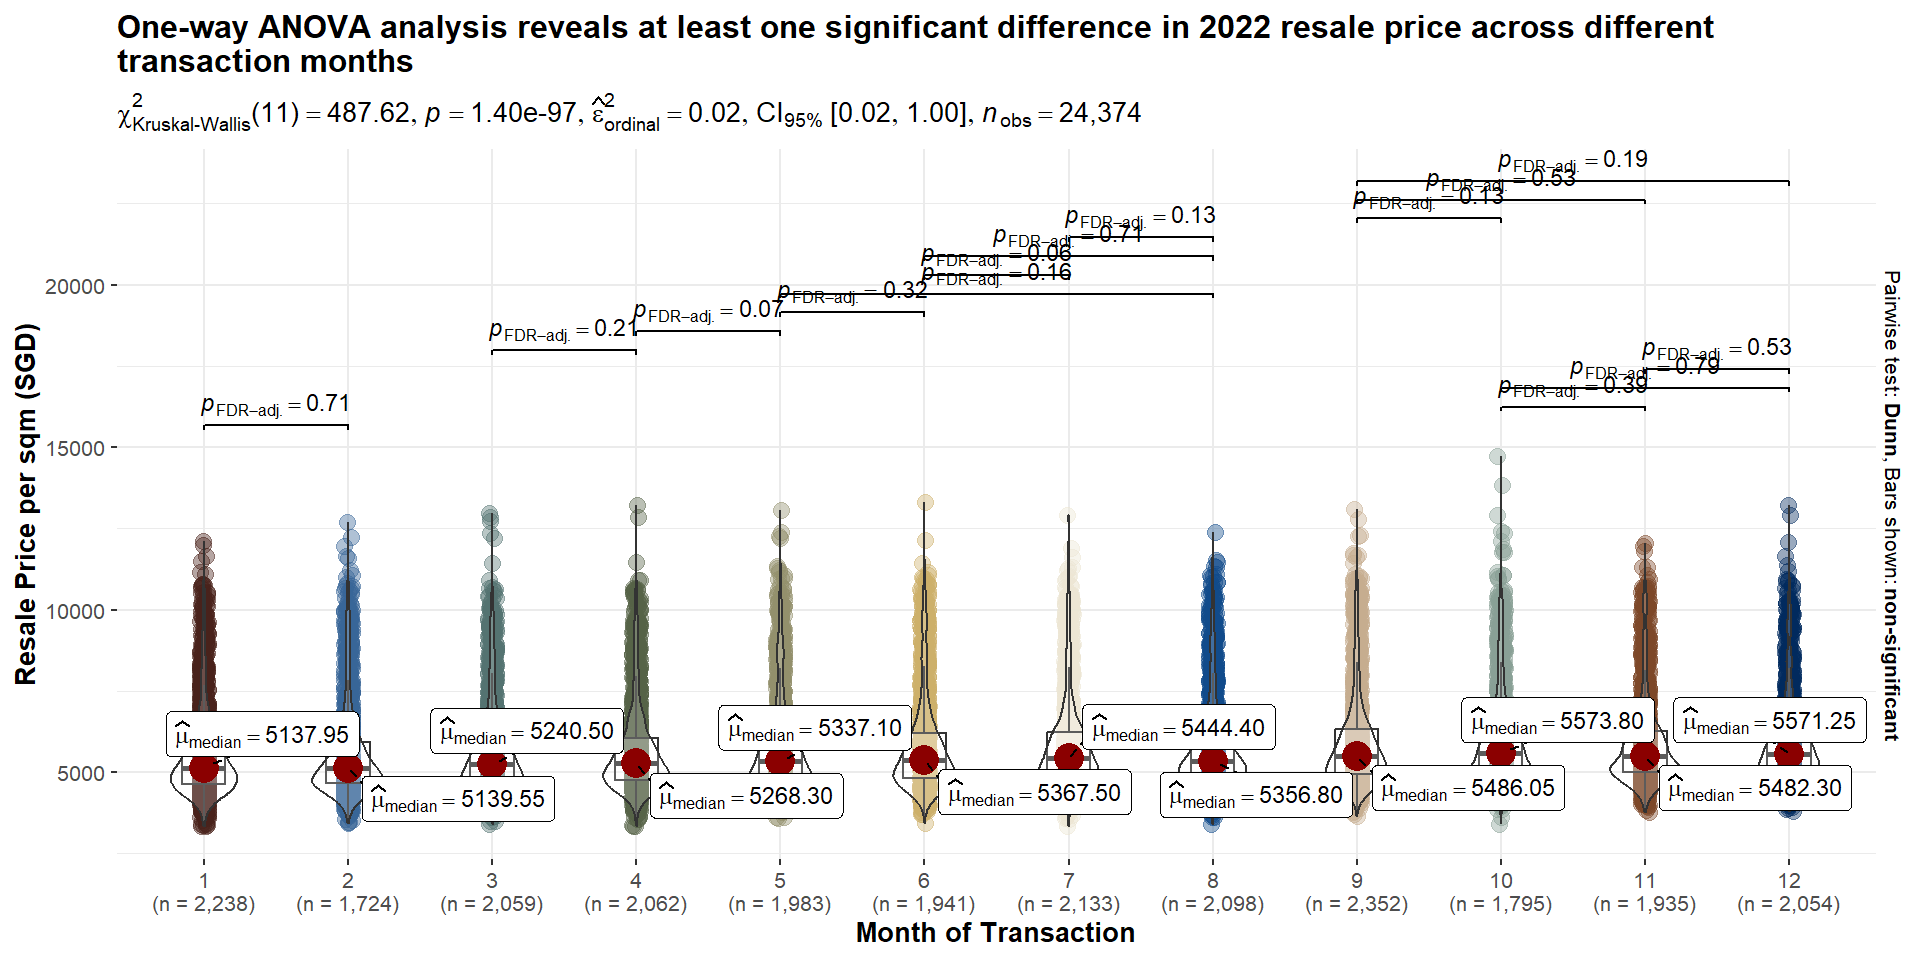 One-way ANOVA analysis reveals at least one significant difference in 2022 resale price across different
transaction months
χ²Kruskal-Wallis(11) = 487.62, p = 1.40e-97, ε̂²ordinal = 0.02, CI95% [0.02, 1.00], nobs = 24,374
pFDR–adj. = 0.19
pFDR–adj. = 0.53
pFDR–adj. = 0.13
pFDR–adj. = 0.13
pFDR–adj. = 0.71
pFDR–adj. = 0.06
pFDR–adj. = 0.16
pFDR–adj. = 0.32
pFDR–adj. = 0.07
pFDR–adj. = 0.21
pFDR–adj. = 0.53
pFDR–adj. = 0.79
pFDR–adj. = 0.39
pFDR–adj. = 0.71
20000
15000
10000
5000
Resale Price per sqm (SGD)
Pairwise test: Dunn, Bars shown: non-significant
μ̂median = 5137.95
μ̂median = 5139.55
μ̂median = 5240.50
μ̂median = 5268.30
μ̂median = 5337.10
μ̂median = 5367.50
μ̂median = 5444.40
μ̂median = 5356.80
μ̂median = 5486.05
μ̂median = 5573.80
μ̂median = 5482.30
μ̂median = 5571.25
1 2 3 4 5 6 7 8 9 10 11 12
(n = 2,238) (n = 1,724) (n = 2,059) (n = 2,062) (n = 1,983) (n = 1,941) (n = 2,133) (n = 2,098) (n = 2,352) (n = 1,795) (n = 1,935) (n = 2,054)
Month of Transaction